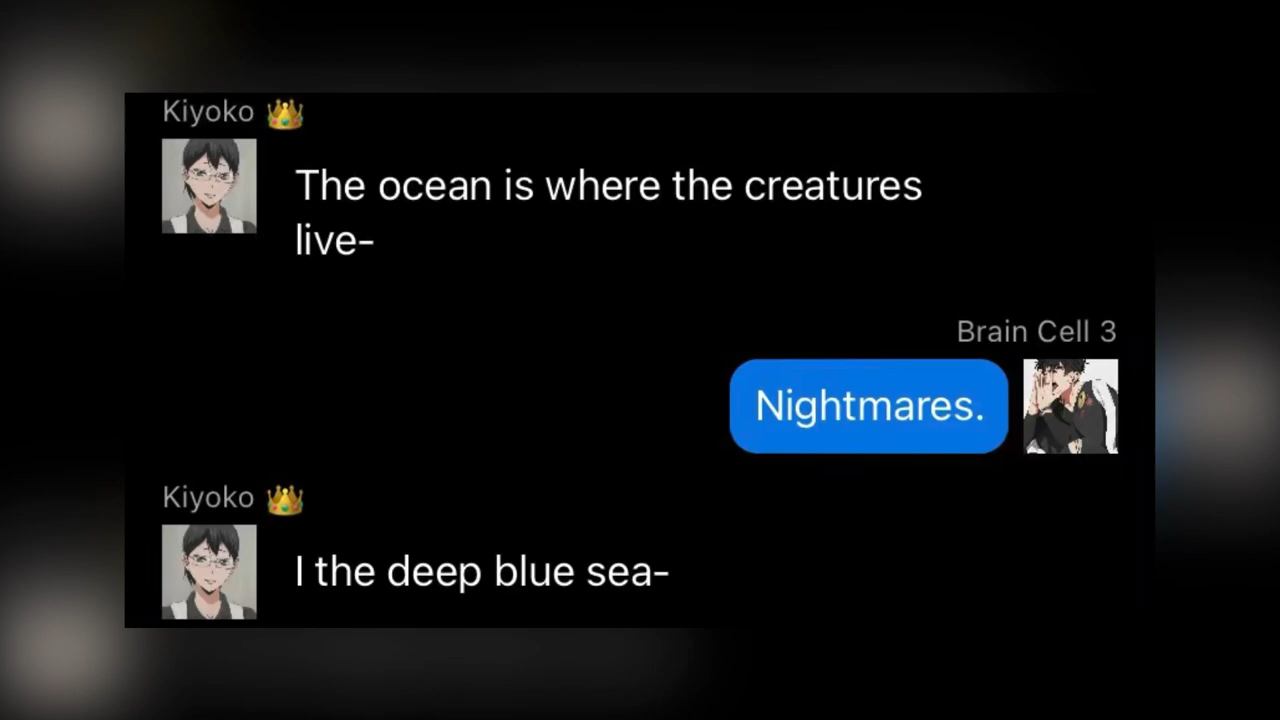 Kiyoko 👑
The ocean is where the creatures
live-
Brain Cell 3
Nightmares.
Kiyoko 👑
I the deep blue sea-